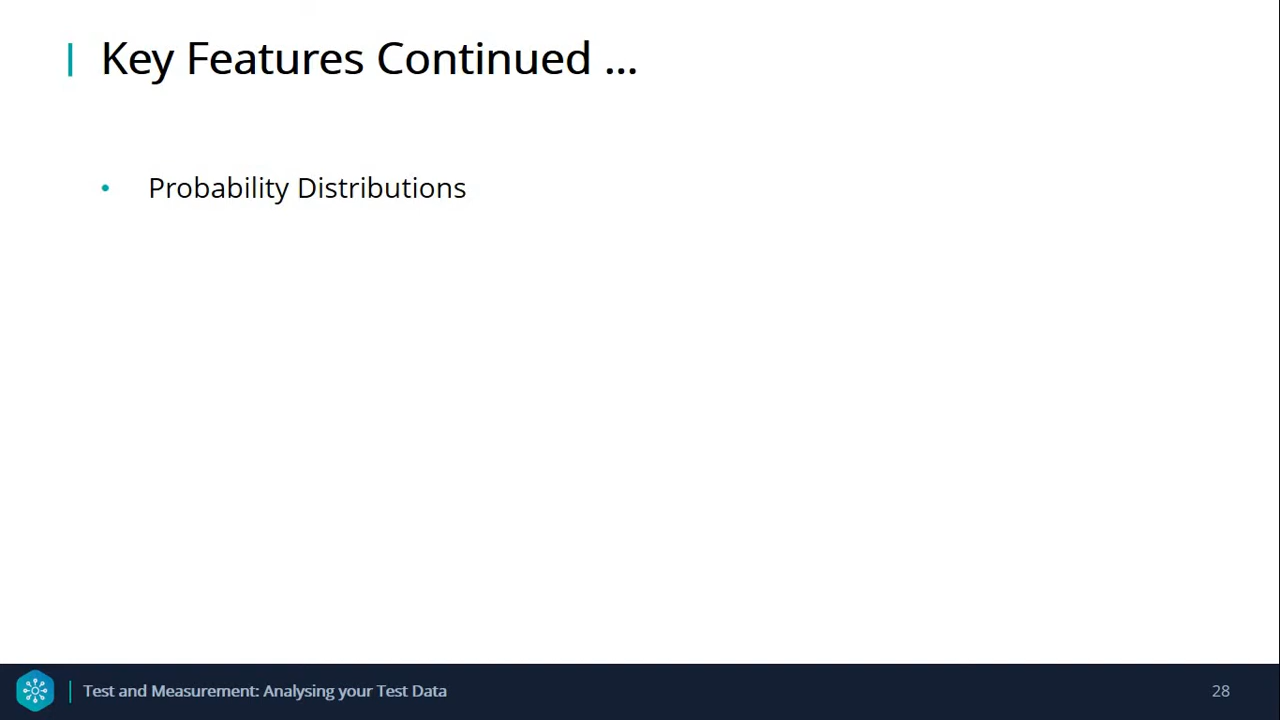 Key Features Continued ...
• Probability Distributions
Test and Measurement: Analysing your Test Data
28